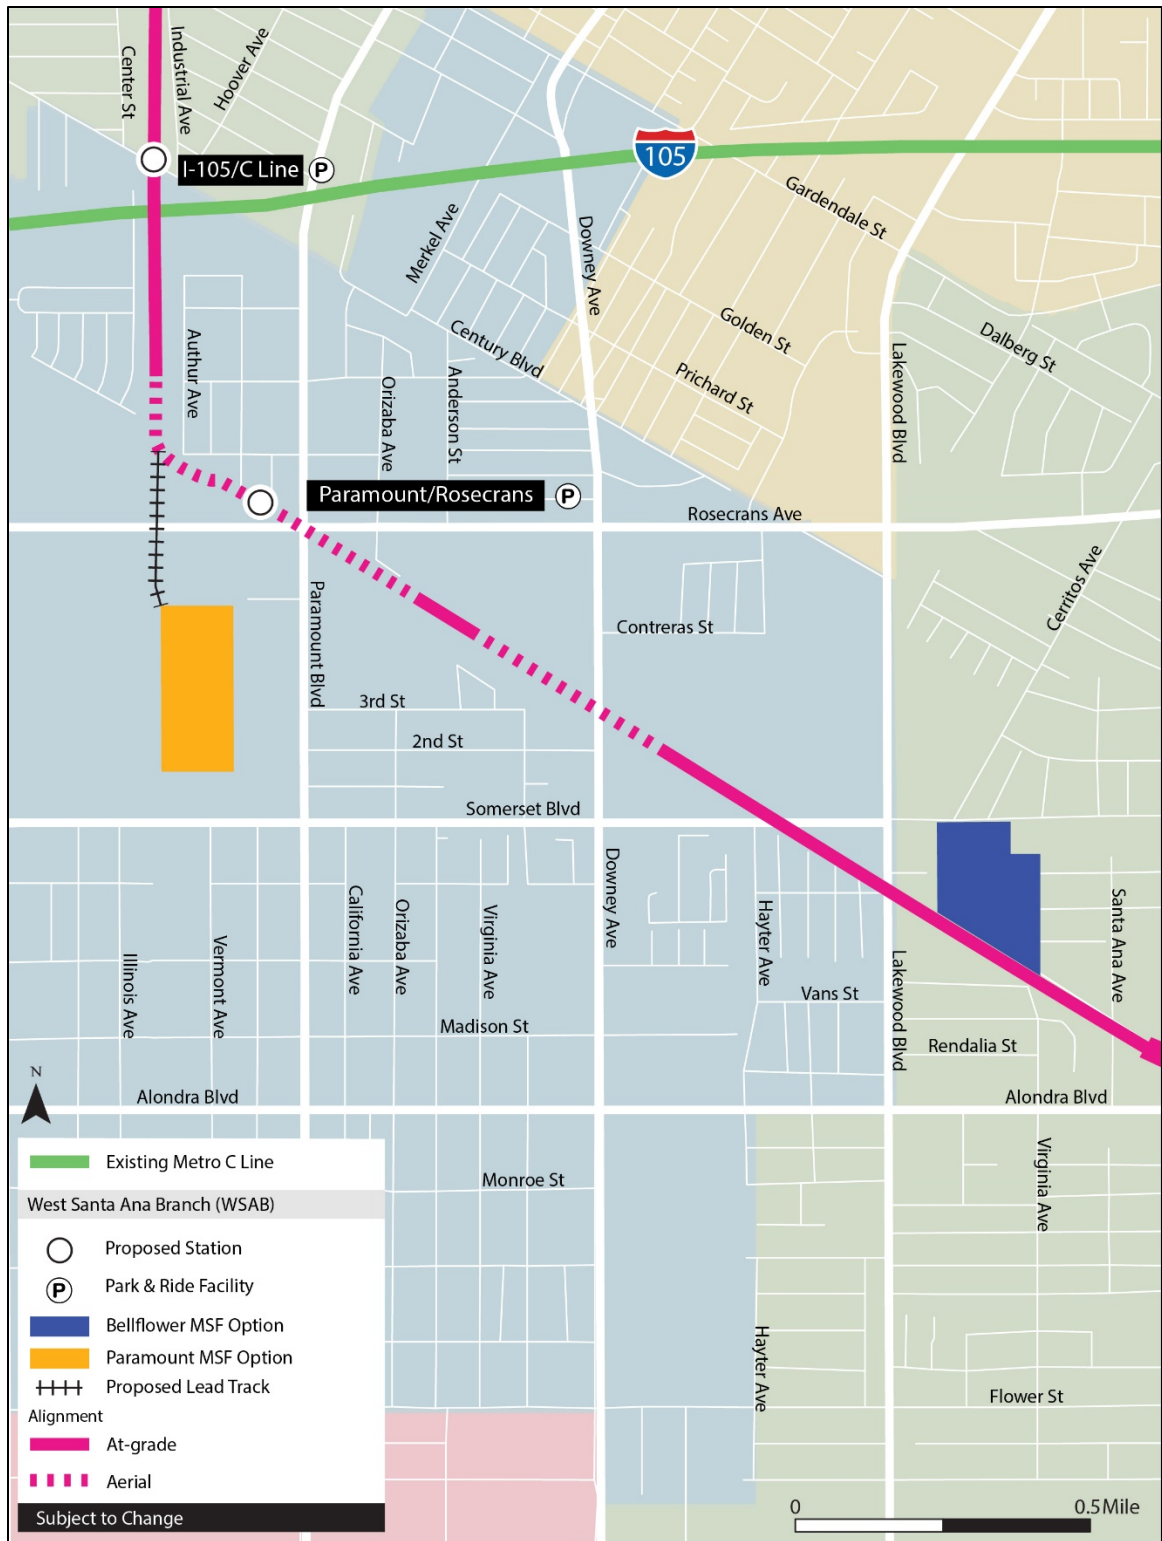 Center St
Industrial Ave
Hoover Ave
I-105/C Line P
105
Gardendale St
Merkel Ave
Downey Ave
Golden St
Dalberg St
Century Blvd
Prichard St
Lakewood Blvd
Authur Ave
Orizaba Ave
Anderson St
Paramount/Rosecrans P
Rosecrans Ave
Cerritos Ave
Paramount Blvd
Contreras St
3rd St
2nd St
Somerset Blvd
Downey Ave
California Ave
Orizaba Ave
Virginia Ave
Hayter Ave
Santa Ana Ave
Illinois Ave
Vermont Ave
Vans St
Lakewood Blvd
Madison St
Rendalia St
N
Alondra Blvd
Alondra Blvd
Existing Metro C Line
Monroe St
Virginia Ave
West Santa Ana Branch (WSAB)
Proposed Station
P Park & Ride Facility
Bellflower MSF Option
Paramount MSF Option
Hayter Ave
Proposed Lead Track
Flower St
Alignment
At-grade
Aerial
Subject to Change
0 0.5 Mile